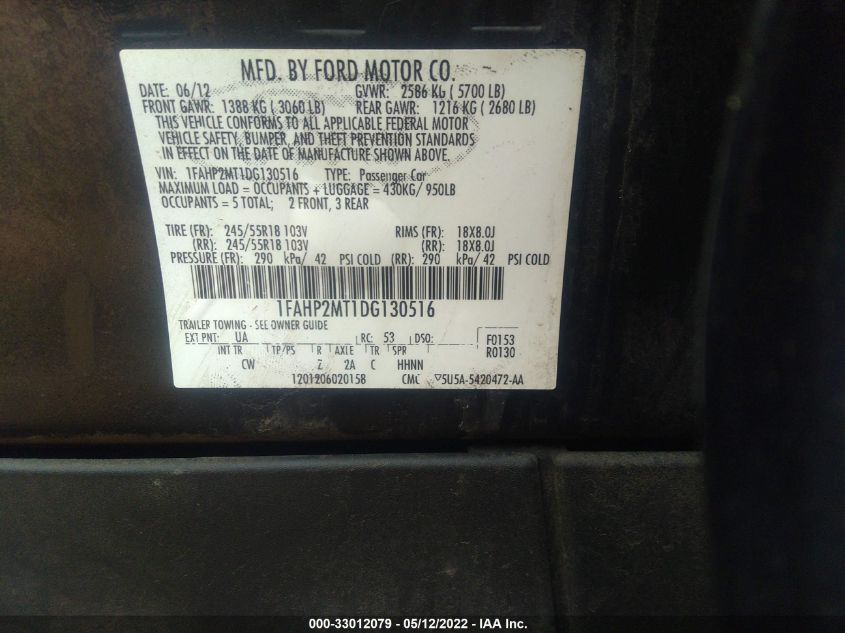 MFD. BY FORD MOTOR CO.
DATE: 06/12 GVWR: 2586 KG ( 5700 LB)
FRONT GAWR: 1388 KG ( 3060 LB) REAR GAWR: 1216 KG ( 2680 LB)
THIS VEHICLE CONFORMS TO ALL APPLICABLE FEDERAL MOTOR
VEHICLE SAFETY, BUMPER, AND THEFT PREVENTION STANDARDS
IN EFFECT ON THE DATE OF MANUFACTURE SHOWN ABOVE.
VIN: 1FAHP2MT1DG130516 TYPE: Passenger Car
MAXIMUM LOAD = OCCUPANTS + LUGGAGE = 430KG/ 950LB
OCCUPANTS = 5 TOTAL; 2 FRONT, 3 REAR
TIRE (FR): 245/55R18 103V RIMS (FR): 18X8.0J
(RR): 245/55R18 103V (RR): 18X8.0J
PRESSURE (FR): 290 kPa/ 42 PSI COLD (RR): 290 kPa/ 42 PSI COLD
1FAHP2MT1DG130516
TRAILER TOWING - SEE OWNER GUIDE
EXT PNT: UA RC: 53 DSO: F0153
INT TR TP/PS R AXLE TR SPR R0130
CW Z 2A C HHNN
1201206020158 CMC ▽5U5A-5420472-AA
000-33012079 - 05/12/2022 - IAA Inc.